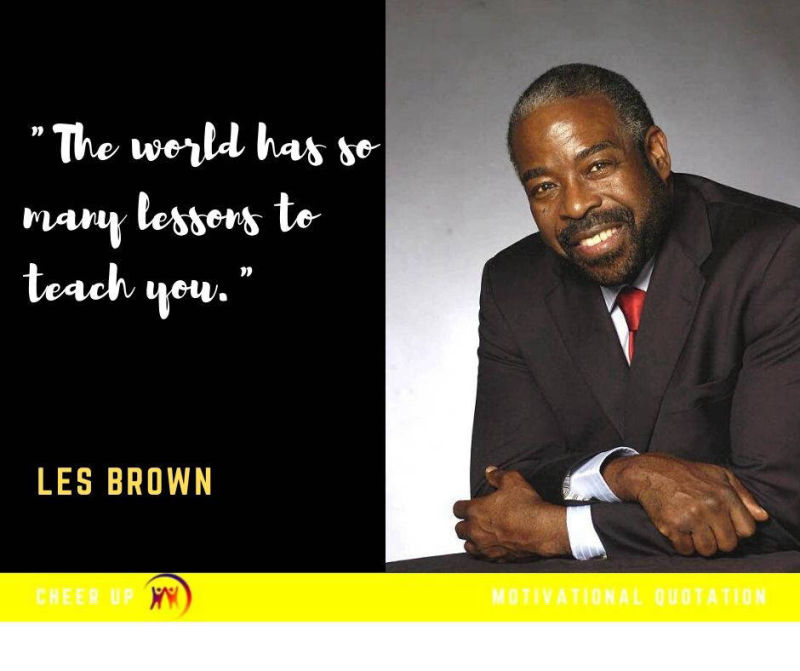 "The world has so
many lessons to
teach you."
LES BROWN
CHEER UP
MOTIVATIONAL QUOTATION